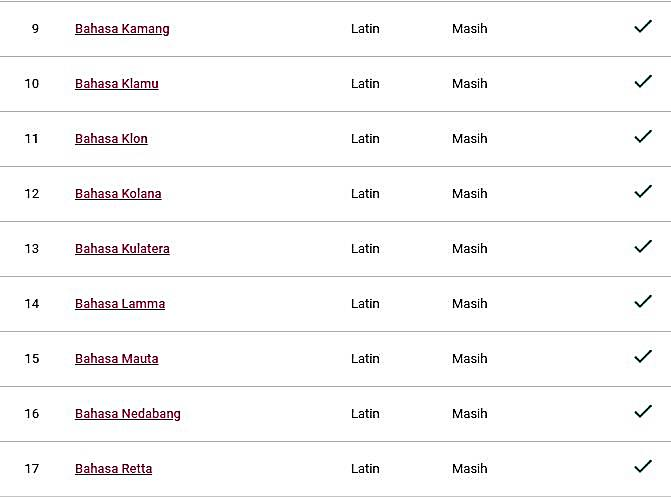 9 Bahasa Kamang Latin Masih ✓
10 Bahasa Klamu Latin Masih ✓
11 Bahasa Klon Latin Masih ✓
12 Bahasa Kolana Latin Masih ✓
13 Bahasa Kulatera Latin Masih ✓
14 Bahasa Lamma Latin Masih ✓
15 Bahasa Mauta Latin Masih ✓
16 Bahasa Nedabang Latin Masih ✓
17 Bahasa Retta Latin Masih ✓